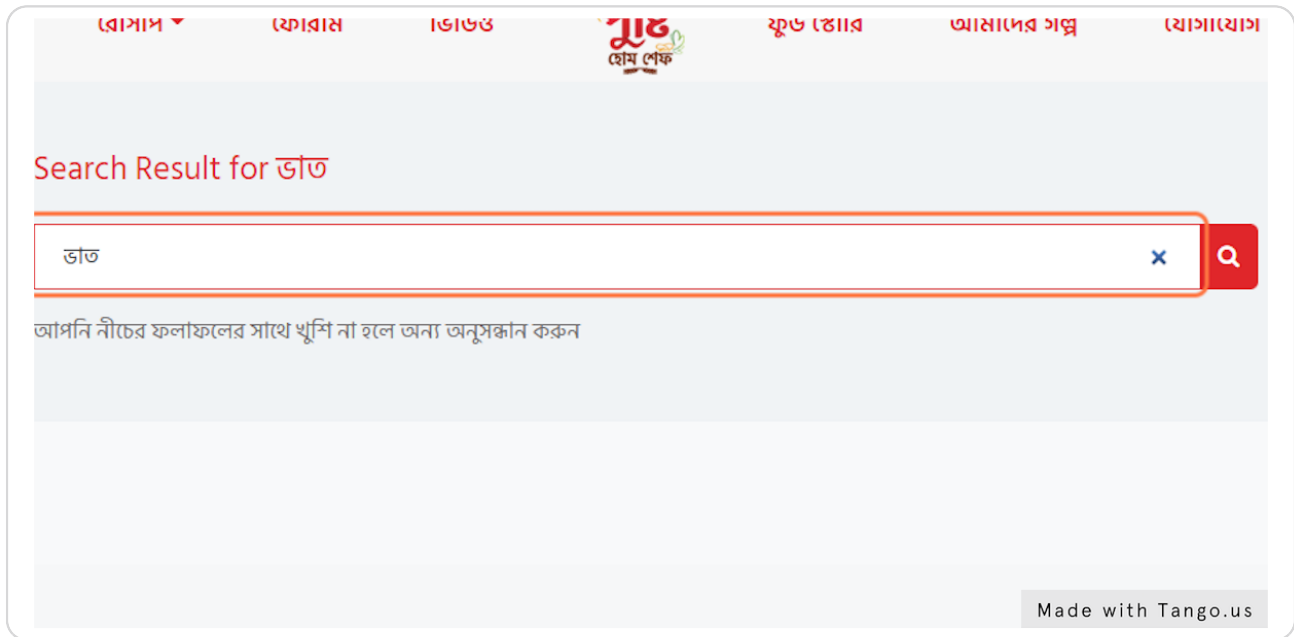 রেসিপি ফোরাম ভিডিও পুষ্টি ফুড স্টোরি আমাদের গল্প যোগাযোগ
হোম শেফ
Search Result for ভাত
ভাত
আপনি নীচের ফলাফলের সাথে খুশি না হলে অন্য অনুসন্ধান করুন
Made with Tango.us